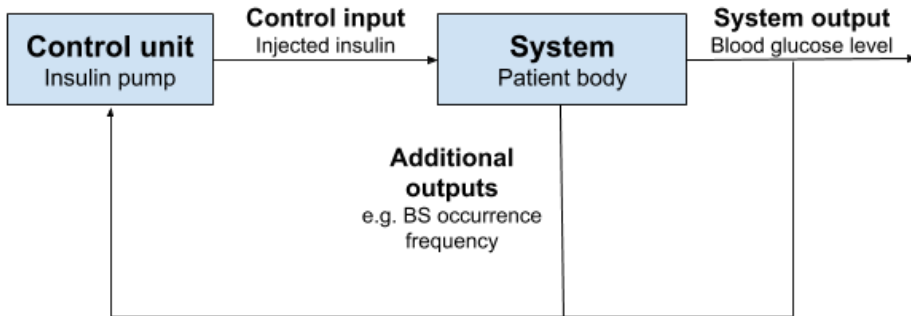 Control unit
Insulin pump
Control input
Injected insulin
System
Patient body
System output
Blood glucose level
Additional
outputs
e.g. BS occurrence
frequency